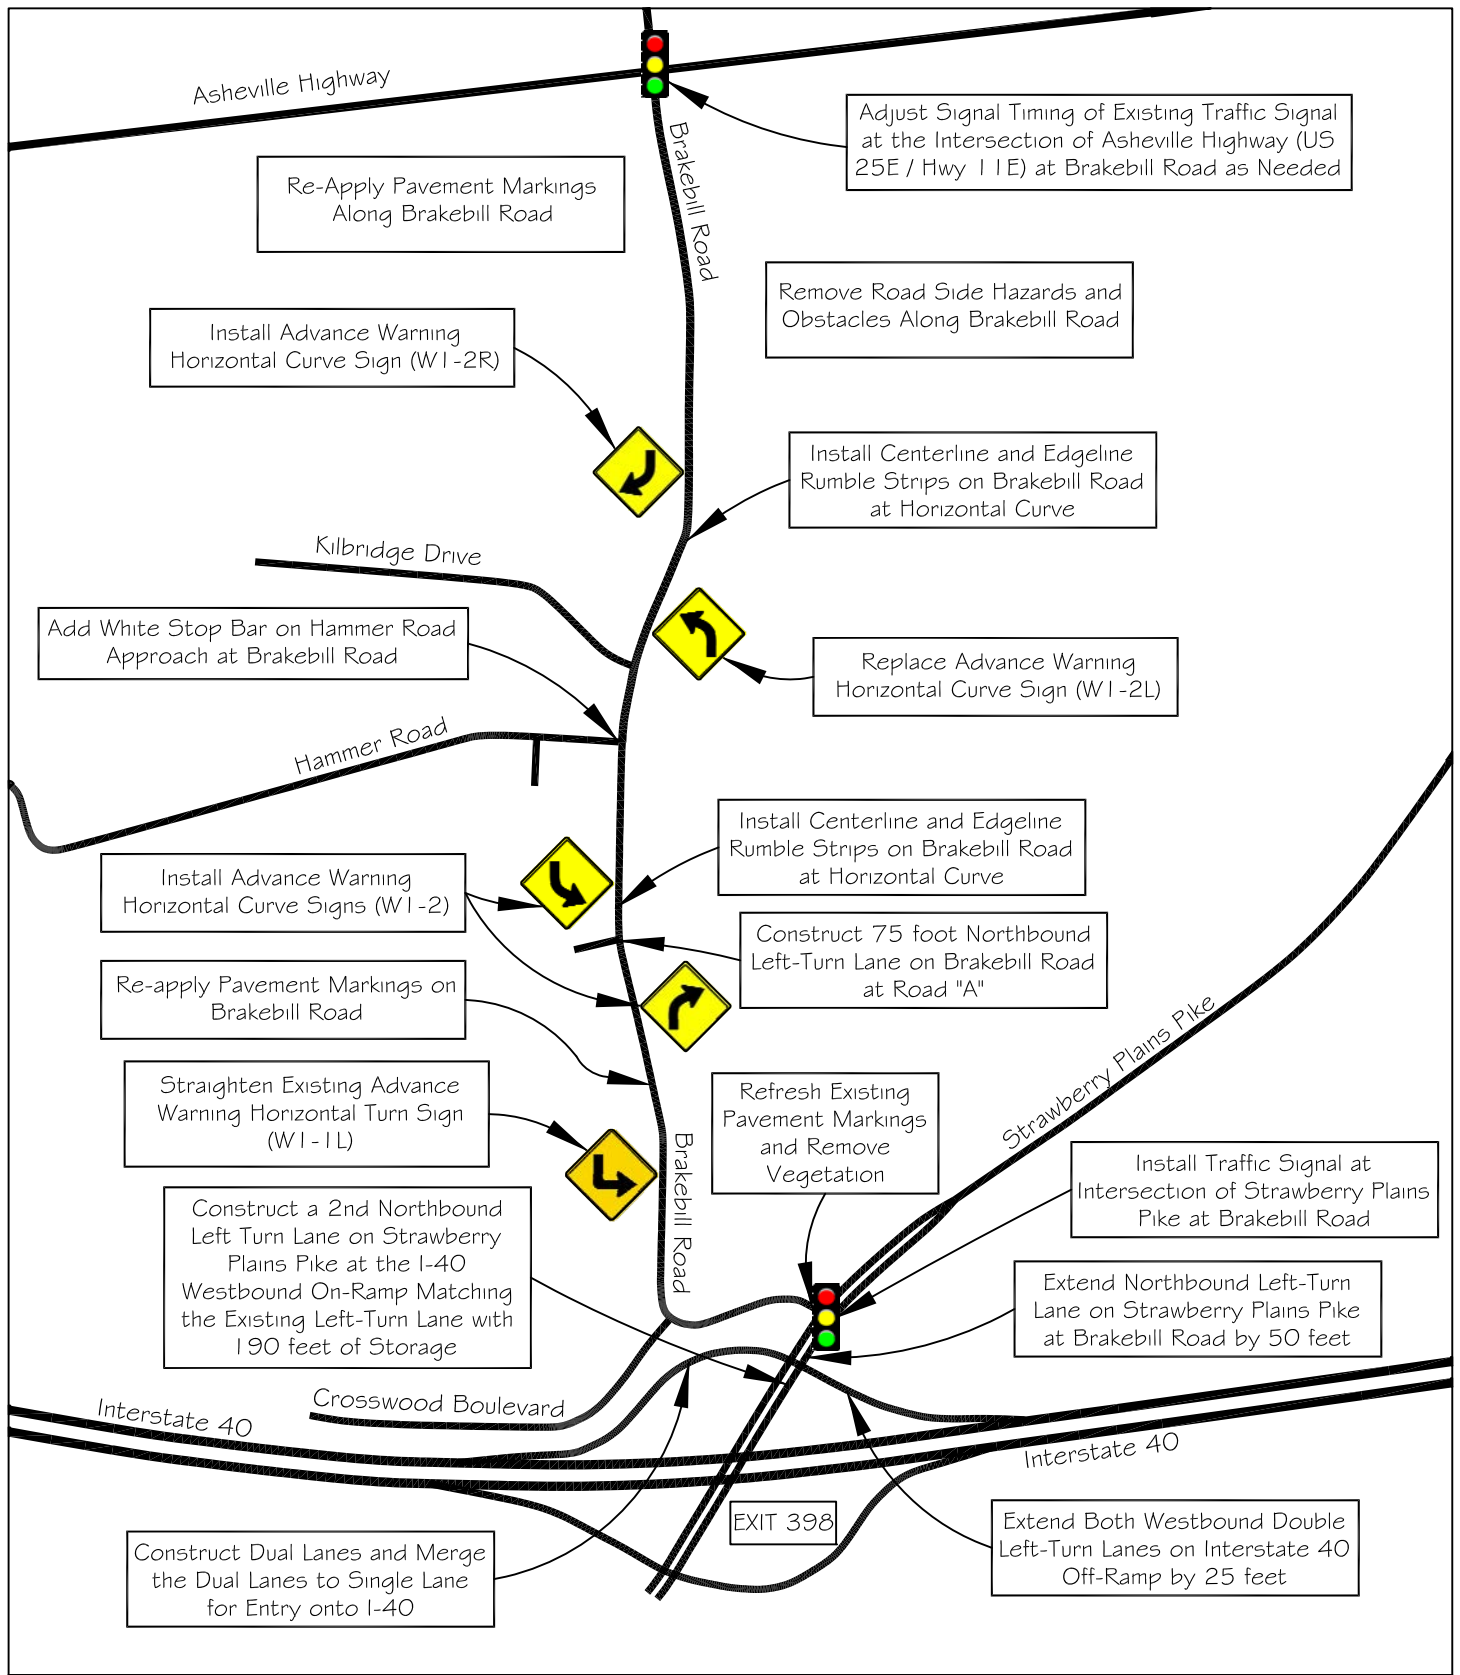 Asheville Highway
Brakebill Road
Adjust Signal Timing of Existing Traffic Signal
at the Intersection of Asheville Highway (US
25E / Hwy 11E) at Brakebill Road as Needed
Re-Apply Pavement Markings
Along Brakebill Road
Remove Road Side Hazards and
Obstacles Along Brakebill Road
Install Advance Warning
Horizontal Curve Sign (W1-2R)
Install Centerline and Edgeline
Rumble Strips on Brakebill Road
at Horizontal Curve
Kilbridge Drive
Add White Stop Bar on Hammer Road
Approach at Brakebill Road
Replace Advance Warning
Horizontal Curve Sign (W1-2L)
Hammer Road
Install Centerline and Edgeline
Rumble Strips on Brakebill Road
at Horizontal Curve
Install Advance Warning
Horizontal Curve Signs (W1-2)
Construct 75 foot Northbound
Left-Turn Lane on Brakebill Road
at Road "A"
Re-apply Pavement Markings on
Brakebill Road
Strawberry Plains Pike
Straighten Existing Advance
Warning Horizontal Turn Sign
(W1-1L)
Refresh Existing
Pavement Markings
and Remove
Vegetation
Brakebill Road
Install Traffic Signal at
Intersection of Strawberry Plains
Pike at Brakebill Road
Construct a 2nd Northbound
Left Turn Lane on Strawberry
Plains Pike at the I-40
Westbound On-Ramp Matching
the Existing Left-Turn Lane with
190 feet of Storage
Extend Northbound Left-Turn
Lane on Strawberry Plains Pike
at Brakebill Road by 50 feet
Crosswood Boulevard
Interstate 40
Interstate 40
EXIT 398
Extend Both Westbound Double
Left-Turn Lanes on Interstate 40
Off-Ramp by 25 feet
Construct Dual Lanes and Merge
the Dual Lanes to Single Lane
for Entry onto I-40